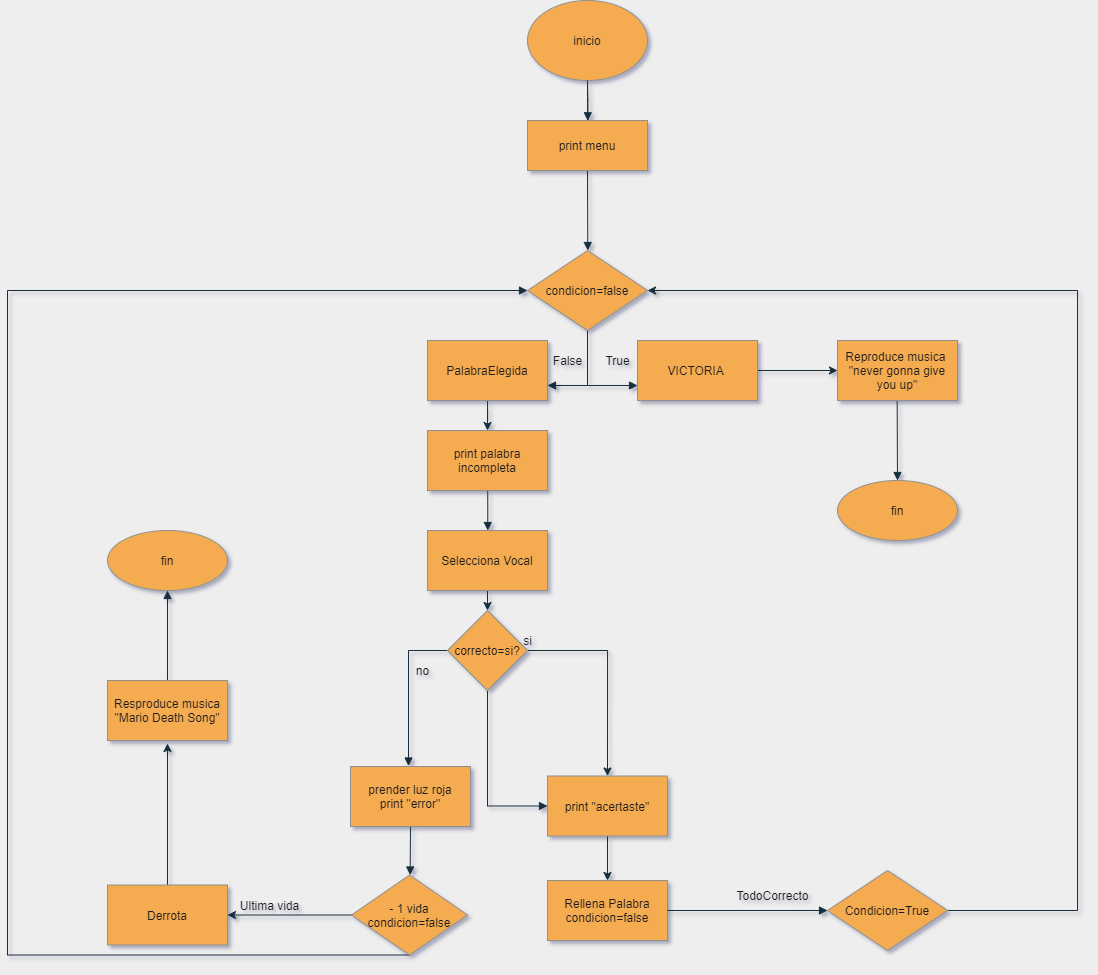 inicio
print menu
condicion=false
False
True
PalabraElegida
VICTORIA
Reproduce musica
"never gonna give
you up"
print palabra
incompleta
fin
Selecciona Vocal
fin
correcto=si?
si
no
Resproduce musica
"Mario Death Song"
prender luz roja
print "error"
print "acertaste"
Ultima vida
- 1 vida
condicion=false
Derrota
Rellena Palabra
condicion=false
TodoCorrecto
Condicion=True